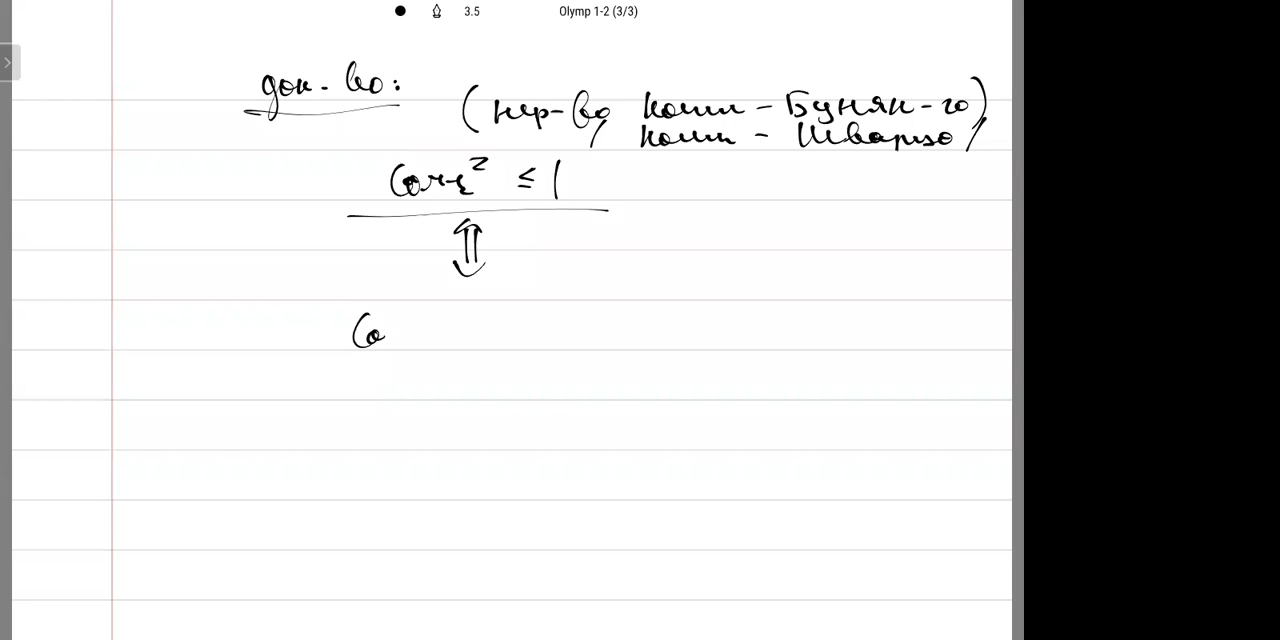 3.5 Olymp 1-2 (3/3)
док-во:
(нер-во Коши - Буняк-го,
Коши - Шварца)
Corr² ≤ 1
⇕
Co